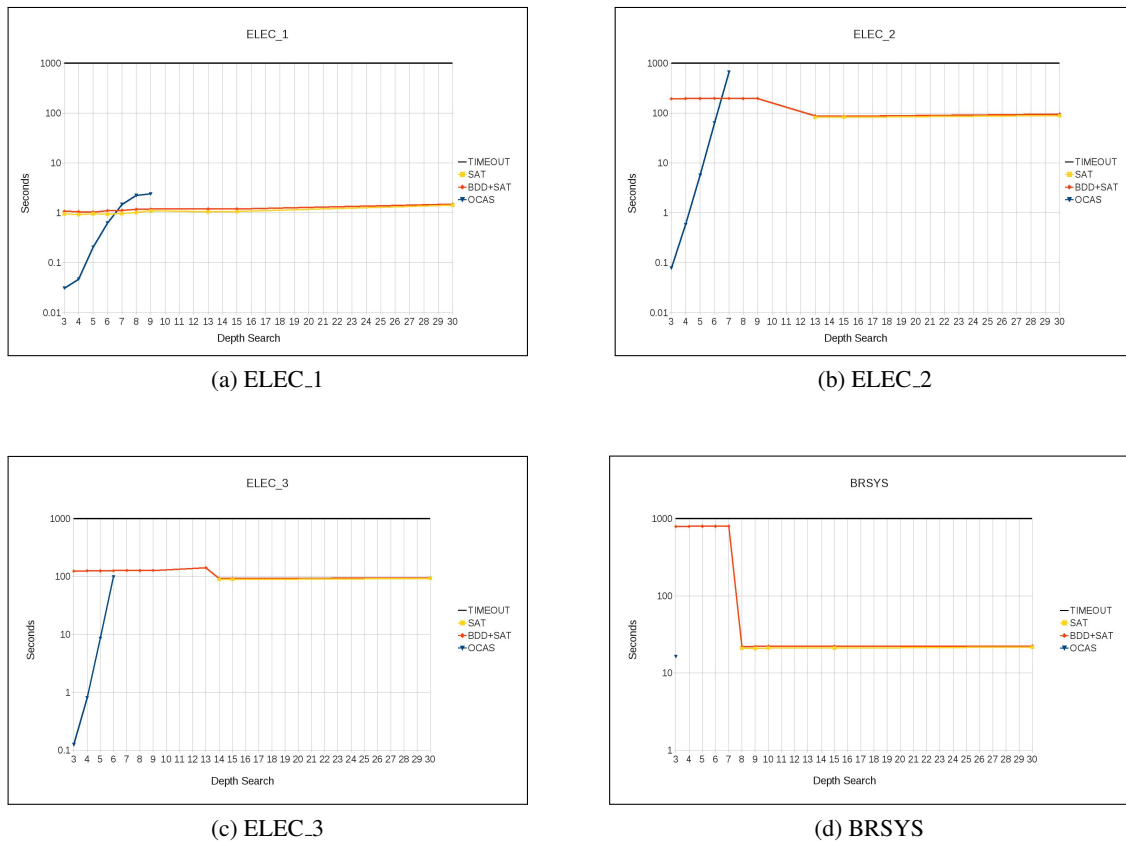 ELEC_1
1000
100
10
1
0.1
0.01
Seconds
3 4 5 6 7 8 9 10 11 12 13 14 15 16 17 18 19 20 21 22 23 24 25 26 27 28 29 30
Depth Search
TIMEOUT
SAT
BDD+SAT
OCAS
(a) ELEC_1
ELEC_2
1000
100
10
1
0.1
0.01
Seconds
3 4 5 6 7 8 9 10 11 12 13 14 15 16 17 18 19 20 21 22 23 24 25 26 27 28 29 30
Depth Search
TIMEOUT
SAT
BDD+SAT
OCAS
(b) ELEC_2
ELEC_3
1000
100
10
1
0.1
Seconds
3 4 5 6 7 8 9 10 11 12 13 14 15 16 17 18 19 20 21 22 23 24 25 26 27 28 29 30
Depth Search
TIMEOUT
SAT
BDD+SAT
OCAS
(c) ELEC_3
BRSYS
1000
100
10
1
Seconds
3 4 5 6 7 8 9 10 11 12 13 14 15 16 17 18 19 20 21 22 23 24 25 26 27 28 29 30
Depth Search
TIMEOUT
SAT
BDD+SAT
OCAS
(d) BRSYS